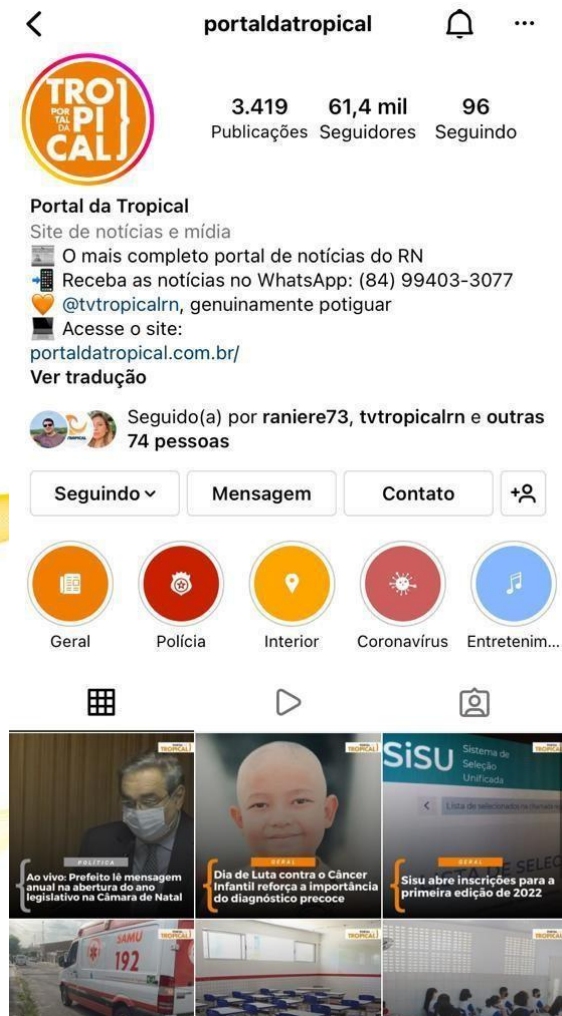 portaldatropical
TRO
POR
TAL
DA
PI
CAL
3.419 61,4 mil 96
Publicações Seguidores Seguindo
Portal da Tropical
Site de notícias e mídia
O mais completo portal de notícias do RN
Receba as notícias no WhatsApp: (84) 99403-3077
@tvtropicalrn, genuinamente potiguar
Acesse o site:
portaldatropical.com.br/
Ver tradução
Seguido(a) por raniere73, tvtropicalrn e outras
74 pessoas
Seguindo Mensagem Contato
Geral Polícia Interior Coronavírus Entretenim...
TROPICAL
POLÍTICA
Ao vivo: Prefeito lê mensagem
anual na abertura do ano
legislativo na Câmara de Natal
TROPICAL
GERAL
Dia de Luta contra o Câncer
Infantil reforça a importância
do diagnóstico precoce
TROPICAL
SiSU Sistema de
Seleção
Unificada
Lista de selecionados
DE SELEC
GERAL
Sisu abre inscrições para a
primeira edição de 2022
TROPICAL
SAMU
192
TROPICAL
TROPICAL